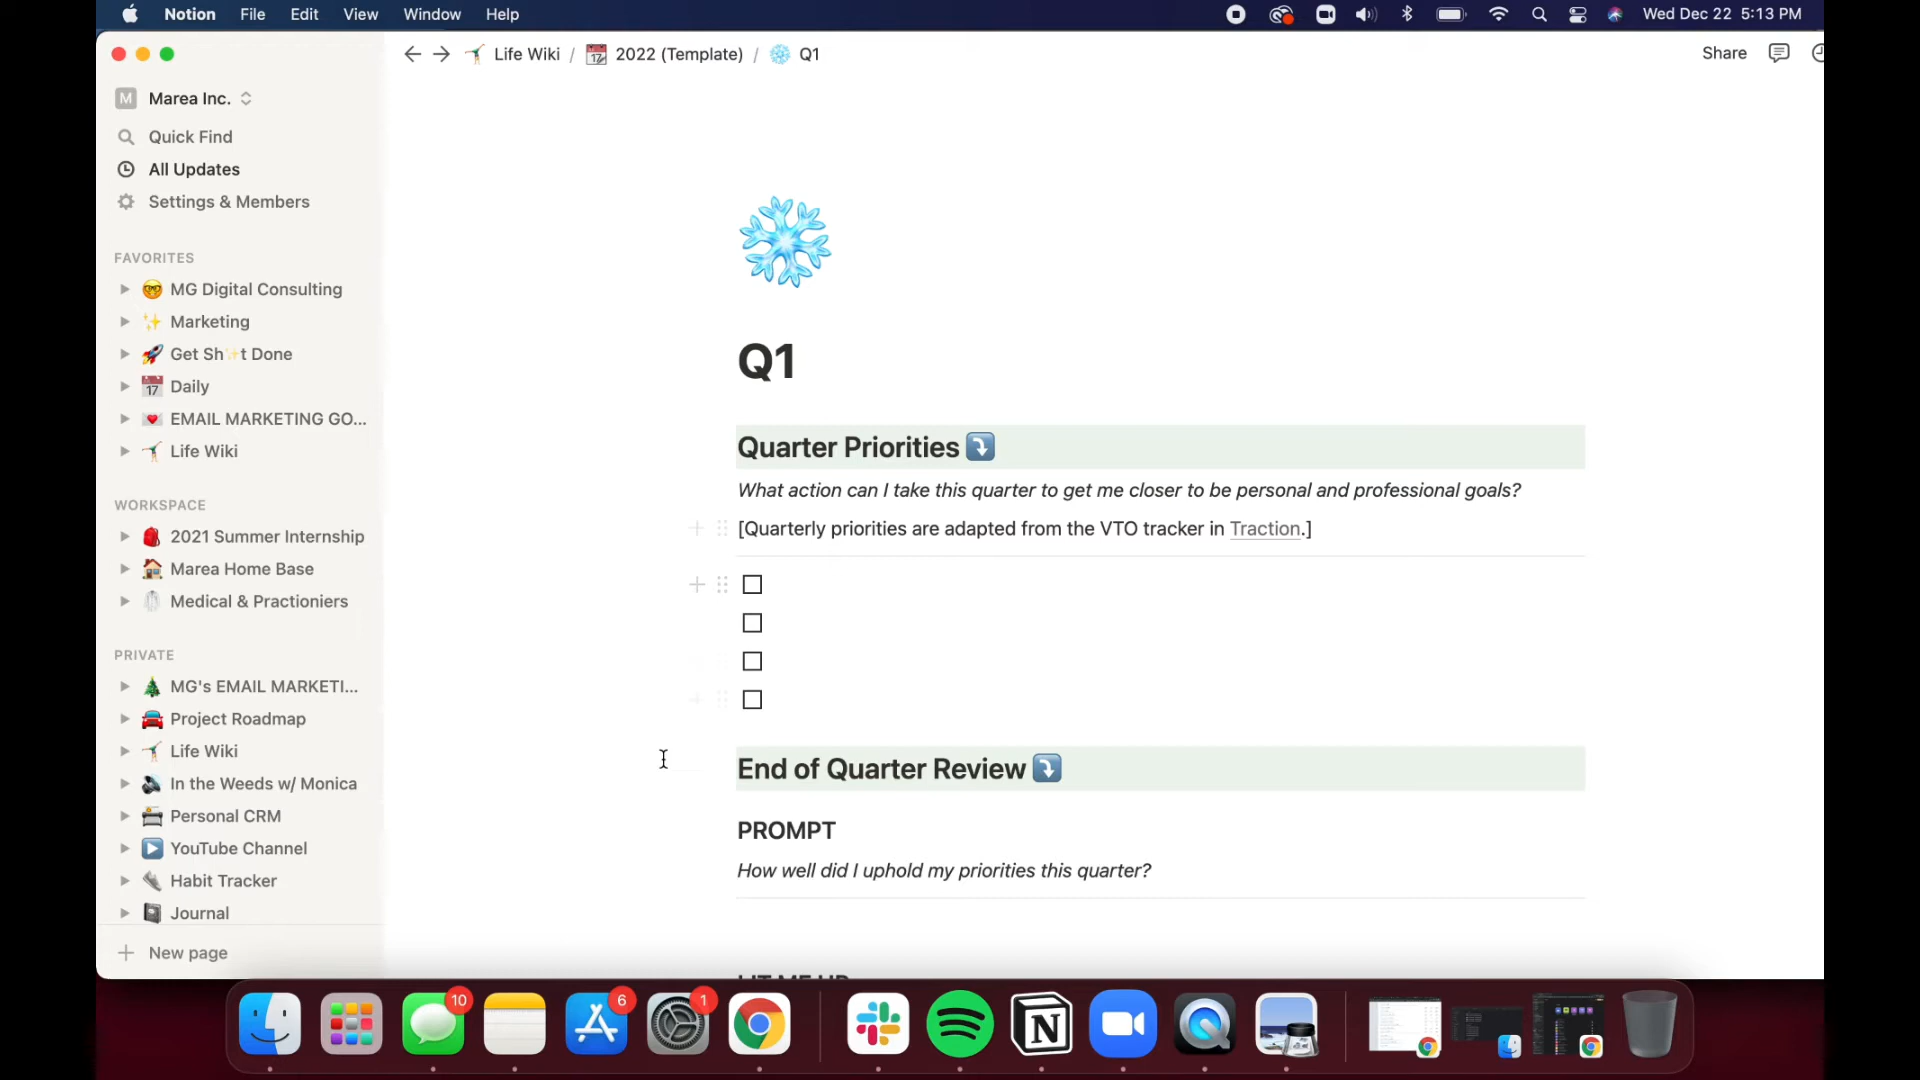 Notion File Edit View Window Help Wed Dec 22 5:13 PM
Life Wiki / 2022 (Template) / Q1 Share
M Marea Inc.
Quick Find
All Updates
Settings & Members
FAVORITES
MG Digital Consulting
Marketing
Get Sh✨t Done
17 Daily
EMAIL MARKETING GO...
Life Wiki
WORKSPACE
2021 Summer Internship
Marea Home Base
Medical & Practioniers
PRIVATE
MG's EMAIL MARKETI...
Project Roadmap
Life Wiki
In the Weeds w/ Monica
Personal CRM
YouTube Channel
Habit Tracker
Journal
New page
Q1
Quarter Priorities
What action can I take this quarter to get me closer to be personal and professional goals?
[Quarterly priorities are adapted from the VTO tracker in Traction.]
End of Quarter Review
PROMPT
How well did I uphold my priorities this quarter?
10 6 1